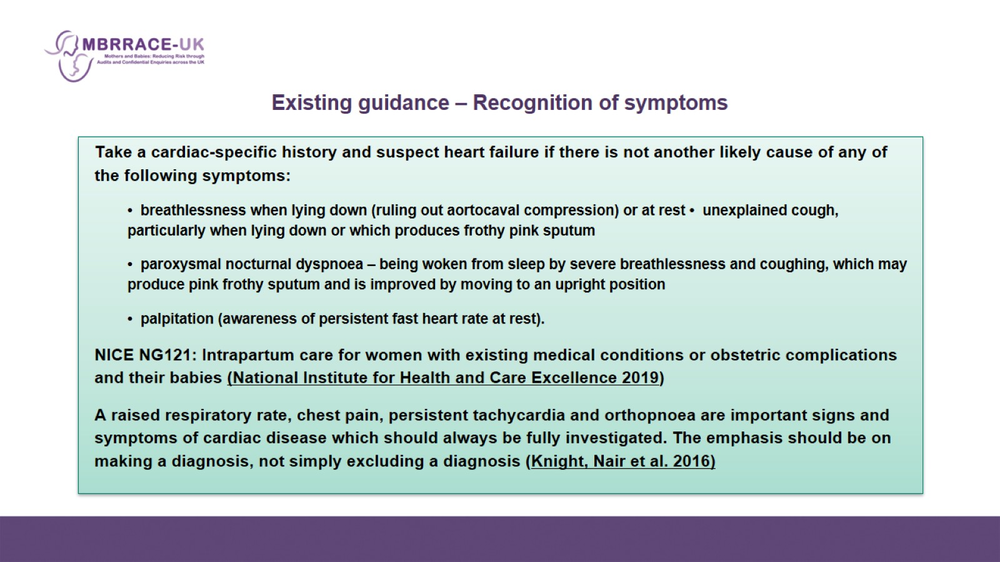 MBRRACE-UK
Mothers and Babies: Reducing Risk through
Audits and Confidential Enquiries across the UK
Existing guidance – Recognition of symptoms
Take a cardiac-specific history and suspect heart failure if there is not another likely cause of any of
the following symptoms:
• breathlessness when lying down (ruling out aortocaval compression) or at rest • unexplained cough,
particularly when lying down or which produces frothy pink sputum
• paroxysmal nocturnal dyspnoea – being woken from sleep by severe breathlessness and coughing, which may
produce pink frothy sputum and is improved by moving to an upright position
• palpitation (awareness of persistent fast heart rate at rest).
NICE NG121: Intrapartum care for women with existing medical conditions or obstetric complications
and their babies (National Institute for Health and Care Excellence 2019)
A raised respiratory rate, chest pain, persistent tachycardia and orthopnoea are important signs and
symptoms of cardiac disease which should always be fully investigated. The emphasis should be on
making a diagnosis, not simply excluding a diagnosis (Knight, Nair et al. 2016)